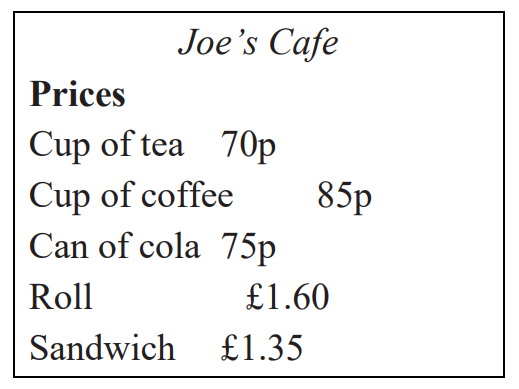 Joe’s Cafe
Prices
Cup of tea 70p
Cup of coffee 85p
Can of cola 75p
Roll £1.60
Sandwich £1.35